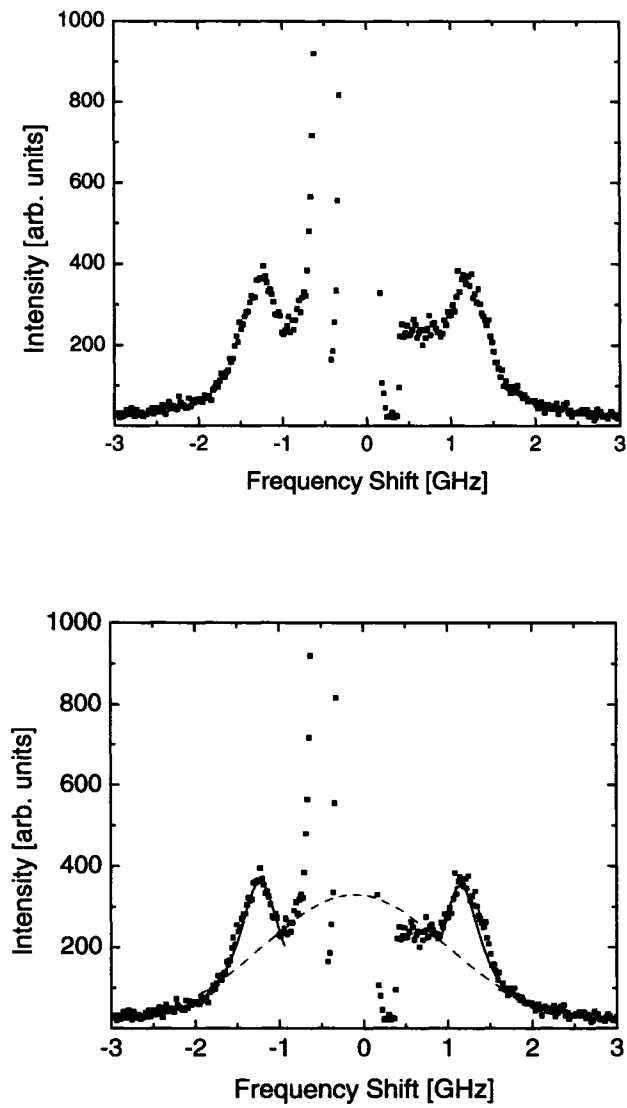 1000
800
600
400
200
Intensity [arb. units]
-3 -2 -1 0 1 2 3
Frequency Shift [GHz]
1000
800
600
400
200
Intensity [arb. units]
-3 -2 -1 0 1 2 3
Frequency Shift [GHz]